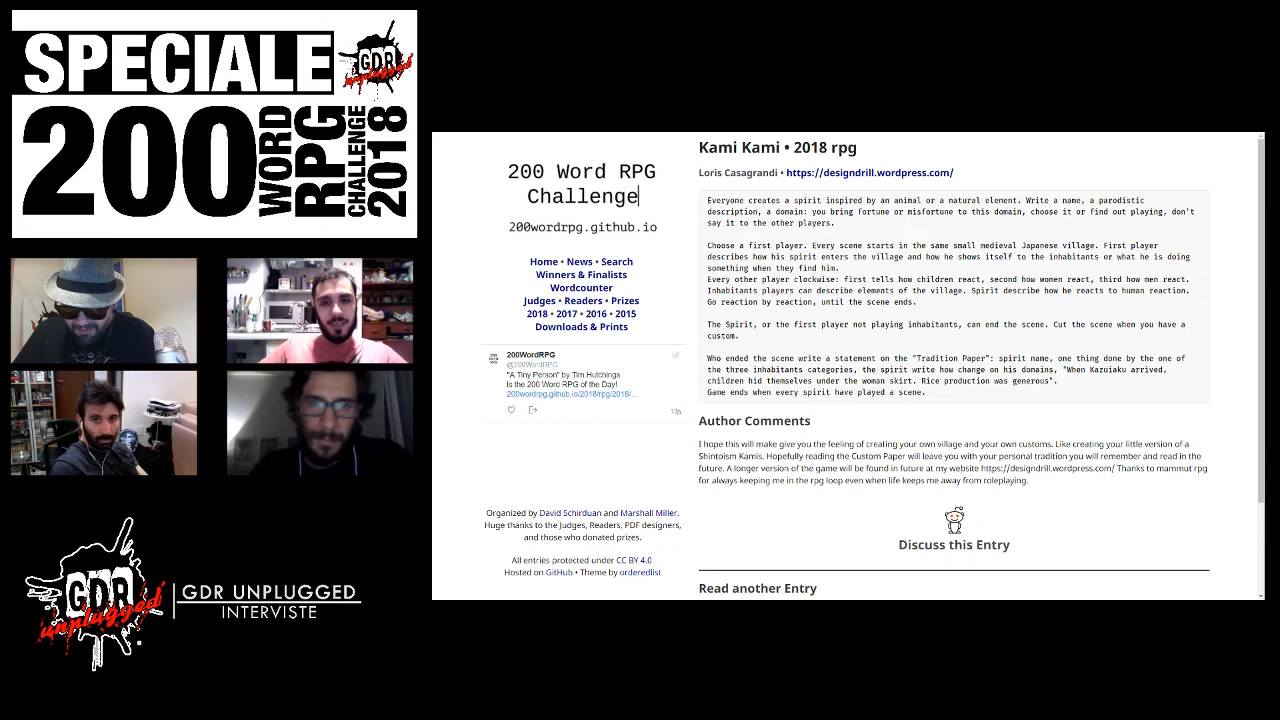 SPECIALE
GDR
unplugged
200
WORD
RPG
CHALLENGE
2018
GDR
unplugged
GDR UNPLUGGED
INTERVISTE
200 Word RPG
Challenge
200wordrpg.github.io
Home • News • Search
Winners & Finalists
Wordcounter
Judges • Readers • Prizes
2018 • 2017 • 2016 • 2015
Downloads & Prints
200WordRPG
@200WordRPG
"A Tiny Person" by Tim Hutchings
is the 200 Word RPG of the Day!
200wordrpg.github.io/2018/rpg/2018/...
13h
Organized by David Schirduan and Marshall Miller.
Huge thanks to the Judges, Readers, PDF designers,
and those who donated prizes.
All entries protected under CC BY 4.0
Hosted on GitHub • Theme by orderedlist
Kami Kami • 2018 rpg
Loris Casagrandi • https://designdrill.wordpress.com/
Everyone creates a spirit inspired by an animal or a natural element. Write a name, a parodistic
description, a domain: you bring fortune or misfortune to this domain, choose it or find out playing, don't
say it to the other players.
Choose a first player. Every scene starts in the same small medieval Japanese village. First player
describes how his spirit enters the village and how he shows itself to the inhabitants or what he is doing
something when they find him.
Every other player clockwise: first tells how children react, second how women react, third how men react.
Inhabitants players can describe elements of the village. Spirit describe how he reacts to human reaction.
Go reaction by reaction, until the scene ends.
The Spirit, or the first player not playing inhabitants, can end the scene. Cut the scene when you have a
custom.
Who ended the scene write a statement on the "Tradition Paper": spirit name, one thing done by the one of
the three inhabitants categories, the spirit write how change on his domains, "When Kazuiaku arrived,
children hid themselves under the woman skirt. Rice production was generous".
Game ends when every spirit have played a scene.
Author Comments
I hope this will make give you the feeling of creating your own village and your own customs. Like creating your little version of a
Shintoism Kamis. Hopefully reading the Custom Paper will leave you with your personal tradition you will remember and read in the
future. A longer version of the game will be found in future at my website https://designdrill.wordpress.com/ Thanks to mammut rpg
for always keeping me in the rpg loop even when life keeps me away from roleplaying.
Discuss this Entry
Read another Entry